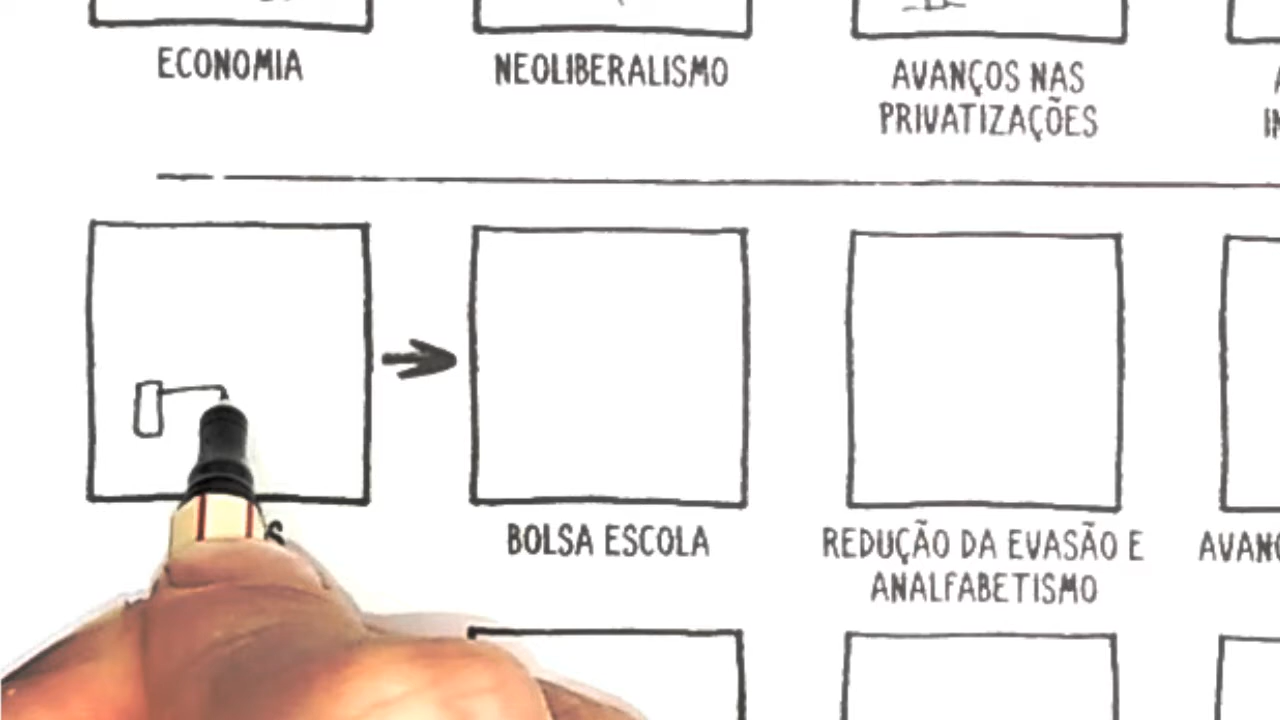 ECONOMIA
NEOLIBERALISMO
AVANÇOS NAS
PRIVATIZAÇÕES
BOLSA ESCOLA
REDUÇÃO DA EVASÃO E
ANALFABETISMO